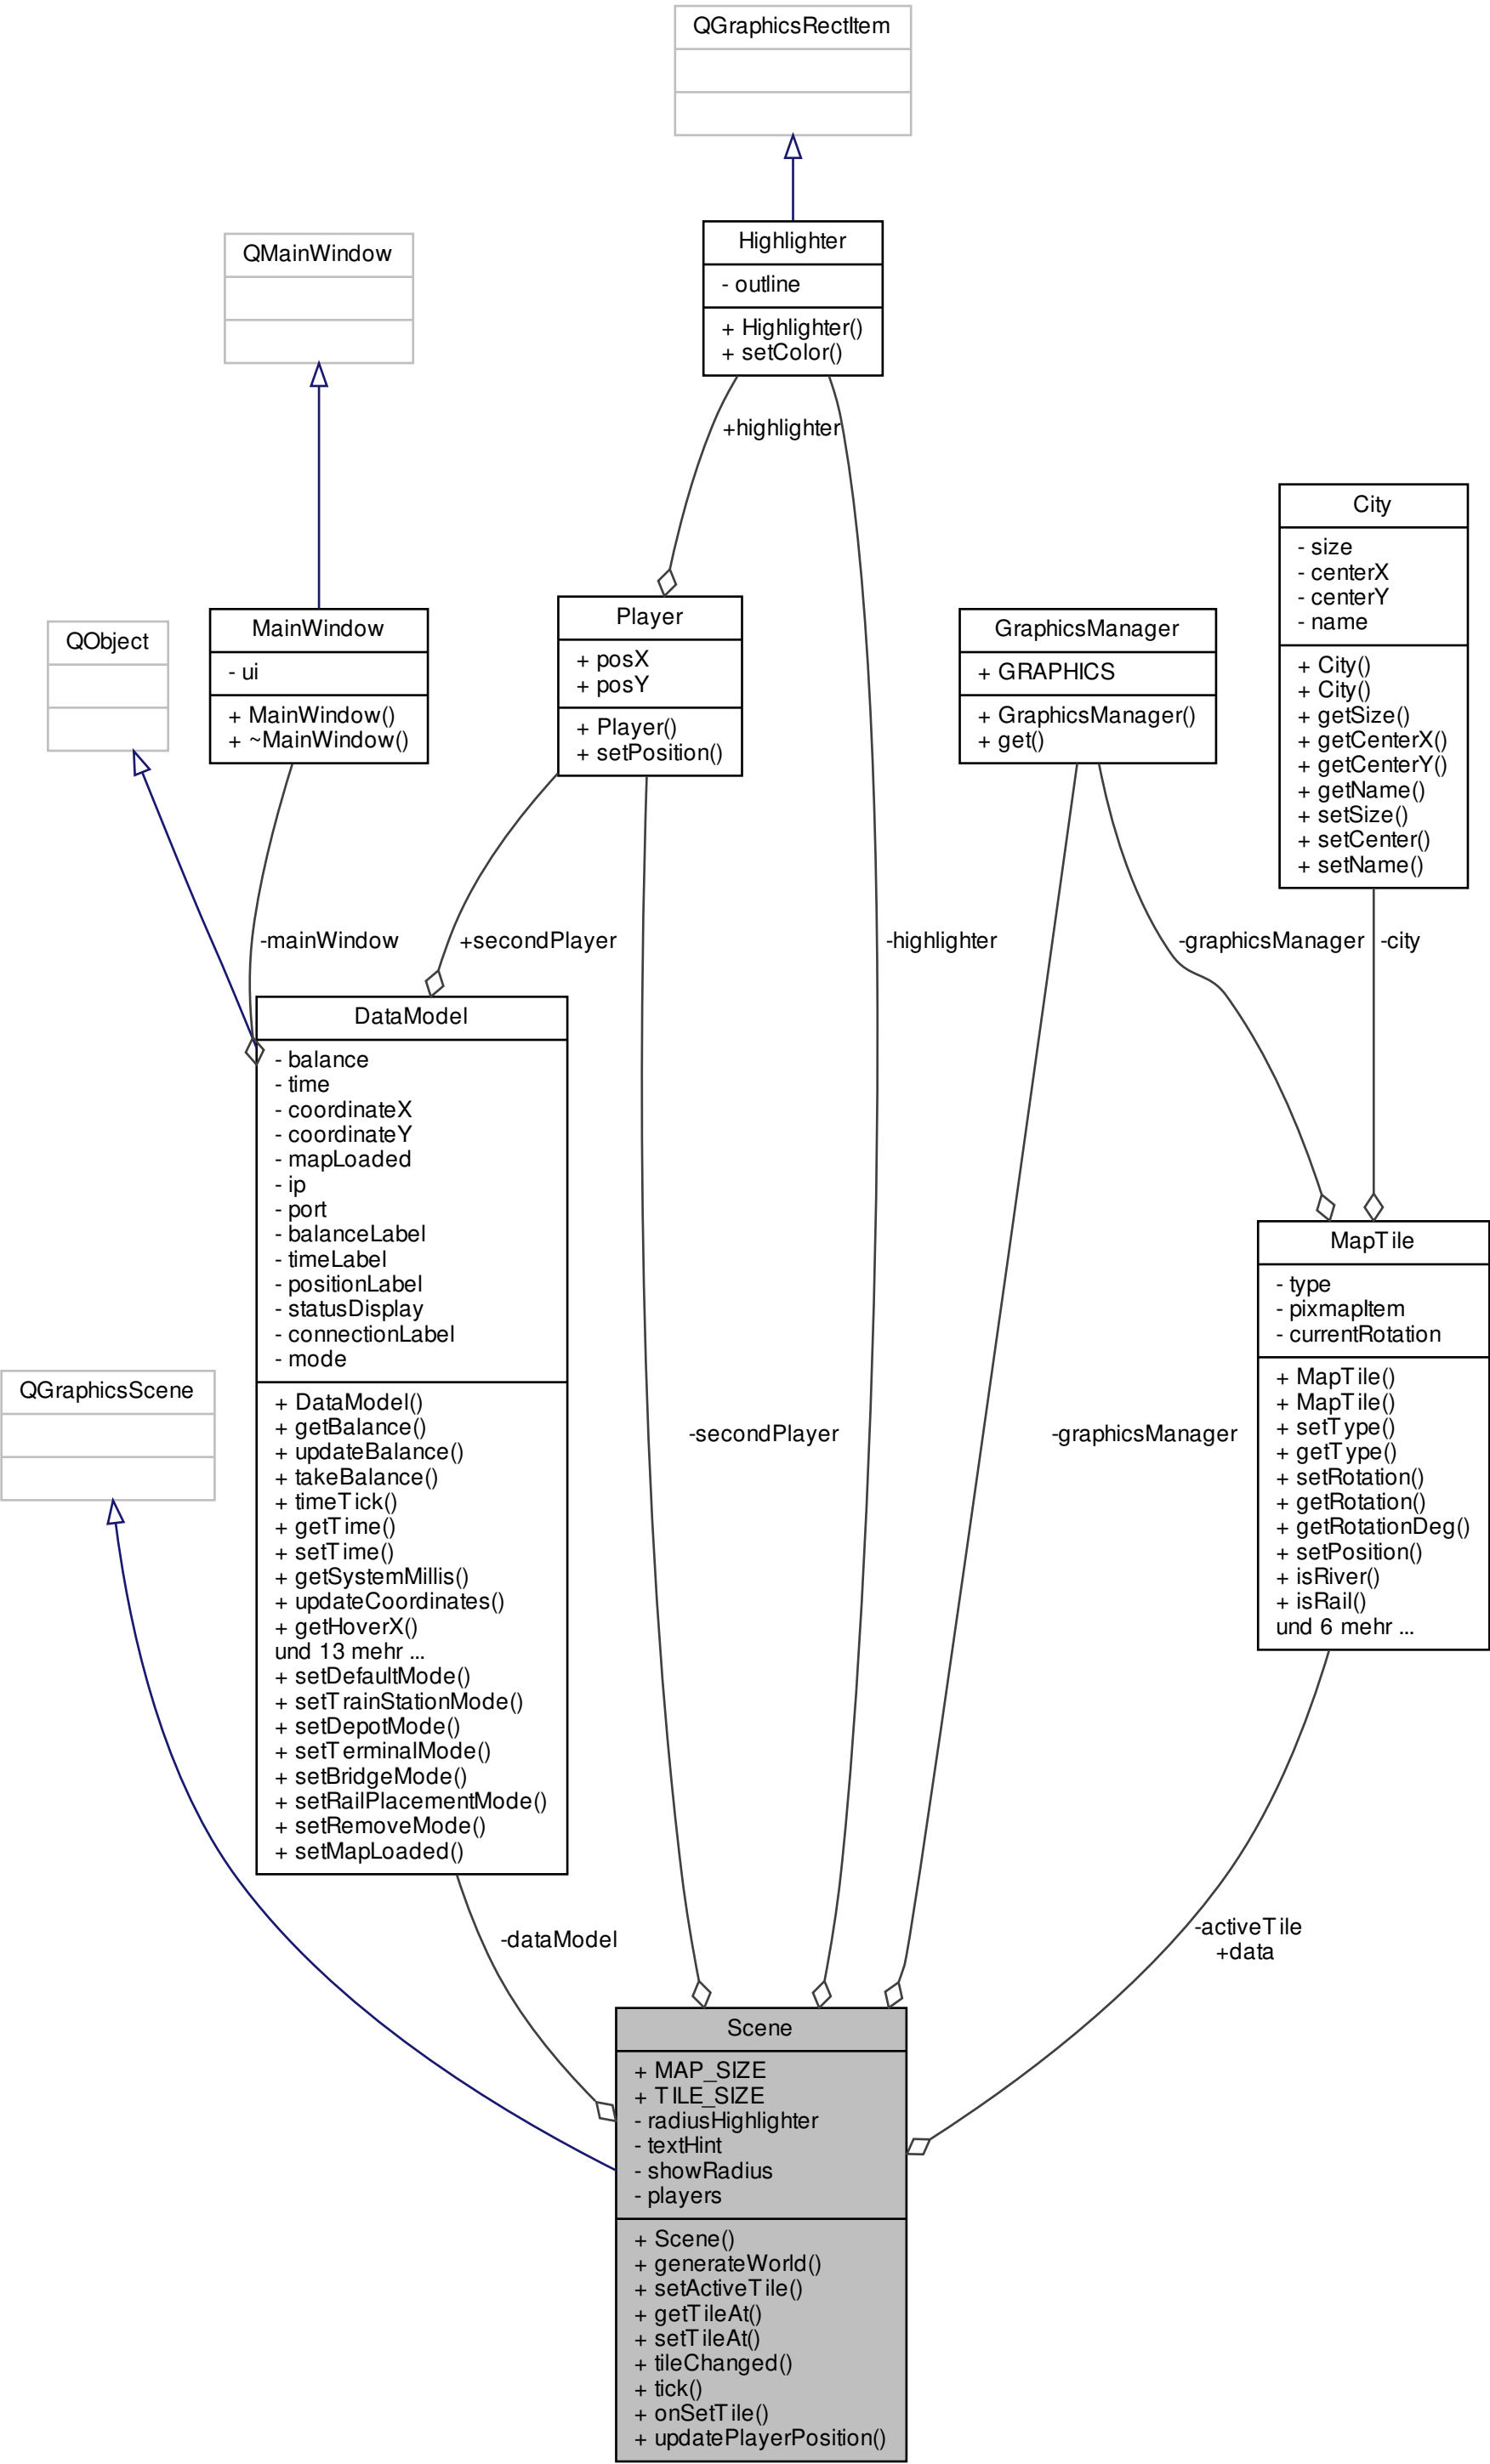 QGraphicsRectItem
Highlighter
- outline
+ Highlighter()
+ setColor()
QMainWindow
+highlighter
City
- size
- centerX
- centerY
- name
+ City()
+ City()
+ getSize()
+ getCenterX()
+ getCenterY()
+ getName()
+ setSize()
+ setCenter()
+ setName()
QObject
MainWindow
- ui
+ MainWindow()
+ ~MainWindow()
Player
+ posX
+ posY
+ Player()
+ setPosition()
GraphicsManager
+ GRAPHICS
+ GraphicsManager()
+ get()
-mainWindow
+secondPlayer
-highlighter
-graphicsManager
-city
DataModel
- balance
- time
- coordinateX
- coordinateY
- mapLoaded
- ip
- port
- balanceLabel
- timeLabel
- positionLabel
- statusDisplay
- connectionLabel
- mode
+ DataModel()
+ getBalance()
+ updateBalance()
+ takeBalance()
+ timeTick()
+ getTime()
+ setTime()
+ getSystemMillis()
+ updateCoordinates()
+ getHoverX()
und 13 mehr ...
+ setDefaultMode()
+ setTrainStationMode()
+ setDepotMode()
+ setTerminalMode()
+ setBridgeMode()
+ setRailPlacementMode()
+ setRemoveMode()
+ setMapLoaded()
MapTile
- type
- pixmapItem
- currentRotation
+ MapTile()
+ MapTile()
+ setType()
+ getType()
+ setRotation()
+ getRotation()
+ getRotationDeg()
+ setPosition()
+ isRiver()
+ isRail()
und 6 mehr ...
QGraphicsScene
-secondPlayer
-graphicsManager
-dataModel
-activeTile
+data
Scene
+ MAP_SIZE
+ TILE_SIZE
- radiusHighlighter
- textHint
- showRadius
- players
+ Scene()
+ generateWorld()
+ setActiveTile()
+ getTileAt()
+ setTileAt()
+ tileChanged()
+ tick()
+ onSetTile()
+ updatePlayerPosition()